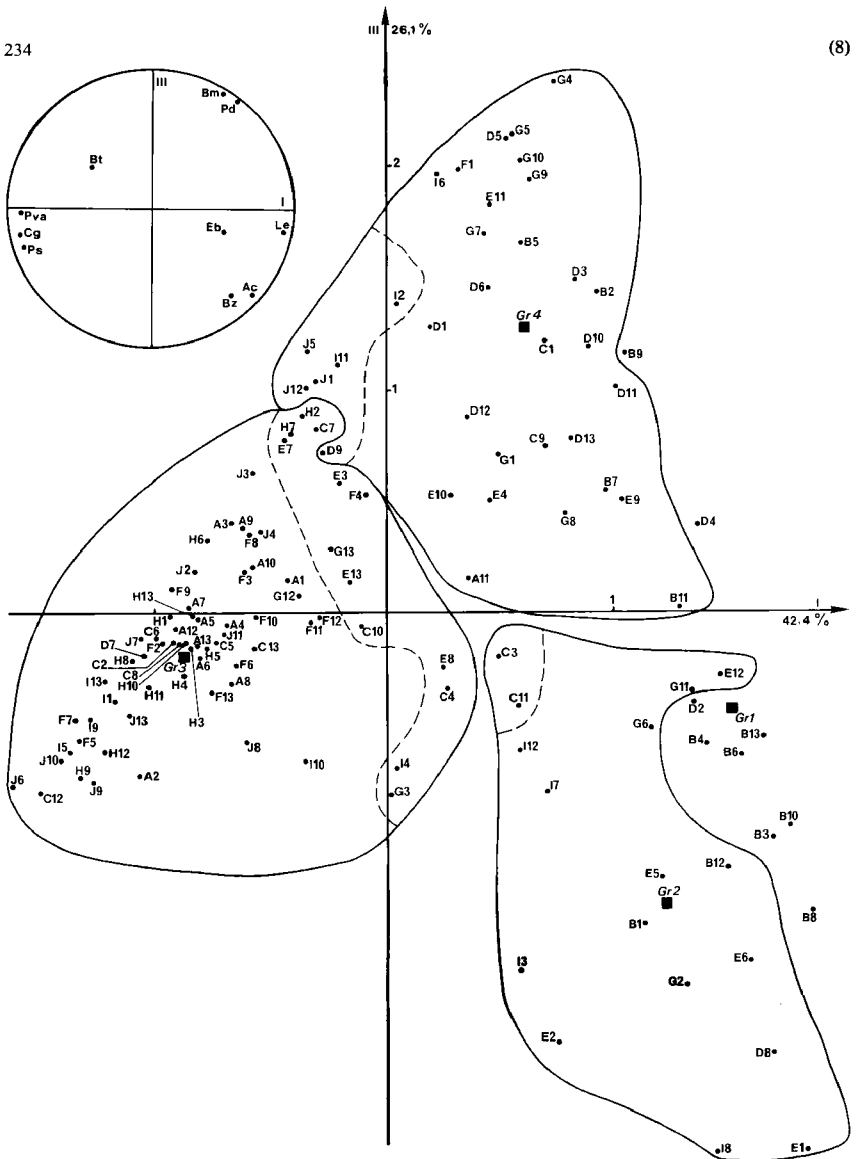 234
(8)
III 26,1 %
III
Bm
Pd
Bt
I
Pva
Cg
Ps
Eb
Le
Bz
Ac
G4
D5
G5
G10
F1
I6
G9
E11
G7
B5
D3
D6
B2
I2
Gr4
D1
C1
D10
B9
J5
I11
J1
J12
D11
H2
D12
H7
C7
E7
D9
C9
D13
G1
J3
E3
F4
E10
E4
B7
E9
G8
D4
A3
A9
F8
J4
H6
G13
J2
F3
A10
A1
E13
A11
H13
F9
G12
A7
B11
2
1
1
I
42,4 %
H1
A5
F10
F12
F11
C10
A4
J11
C6
A12
J7
F2
A13
C5
C13
D7
H8
C2
C8
H10
Gr3
A6
H5
F6
E8
C3
I13
H4
A8
C4
H11
F13
H3
I1
J13
F7
I9
F5
I5
J10
H12
J8
I10
I4
H9
J9
A2
J6
C12
G3
E12
G11
D2
Gr1
C11
G6
B4
B13
B6
I12
I7
B10
B3
B12
E5
Gr2
B1
B8
E6
I3
G2
E2
D8
I8
E1